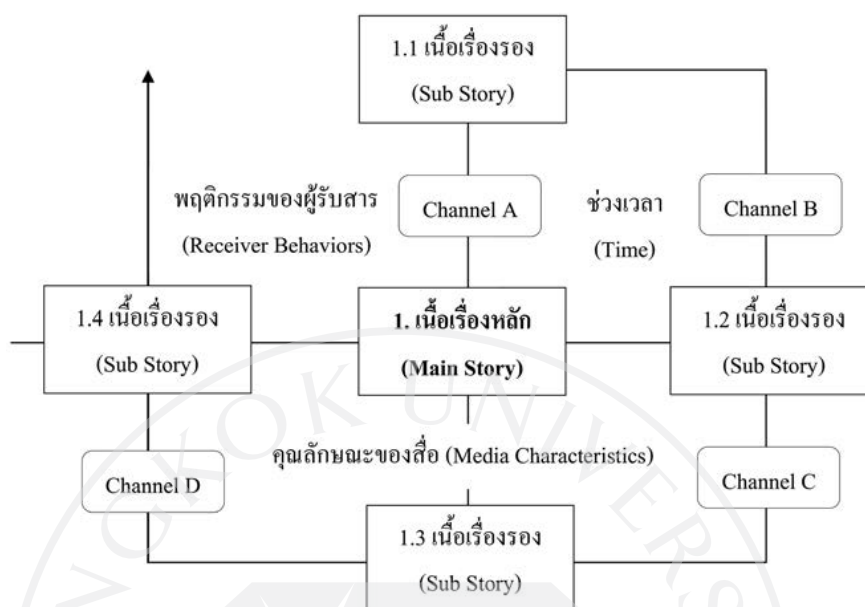 1.1 เนื้อเรื่องรอง
(Sub Story)
พฤติกรรมของผู้รับสาร
(Receiver Behaviors)
Channel A
ช่วงเวลา
(Time)
Channel B
1.4 เนื้อเรื่องรอง
(Sub Story)
1. เนื้อเรื่องหลัก
(Main Story)
1.2 เนื้อเรื่องรอง
(Sub Story)
คุณลักษณะของสื่อ (Media Characteristics)
Channel D
Channel C
1.3 เนื้อเรื่องรอง
(Sub Story)
NGKOK UNIVERS